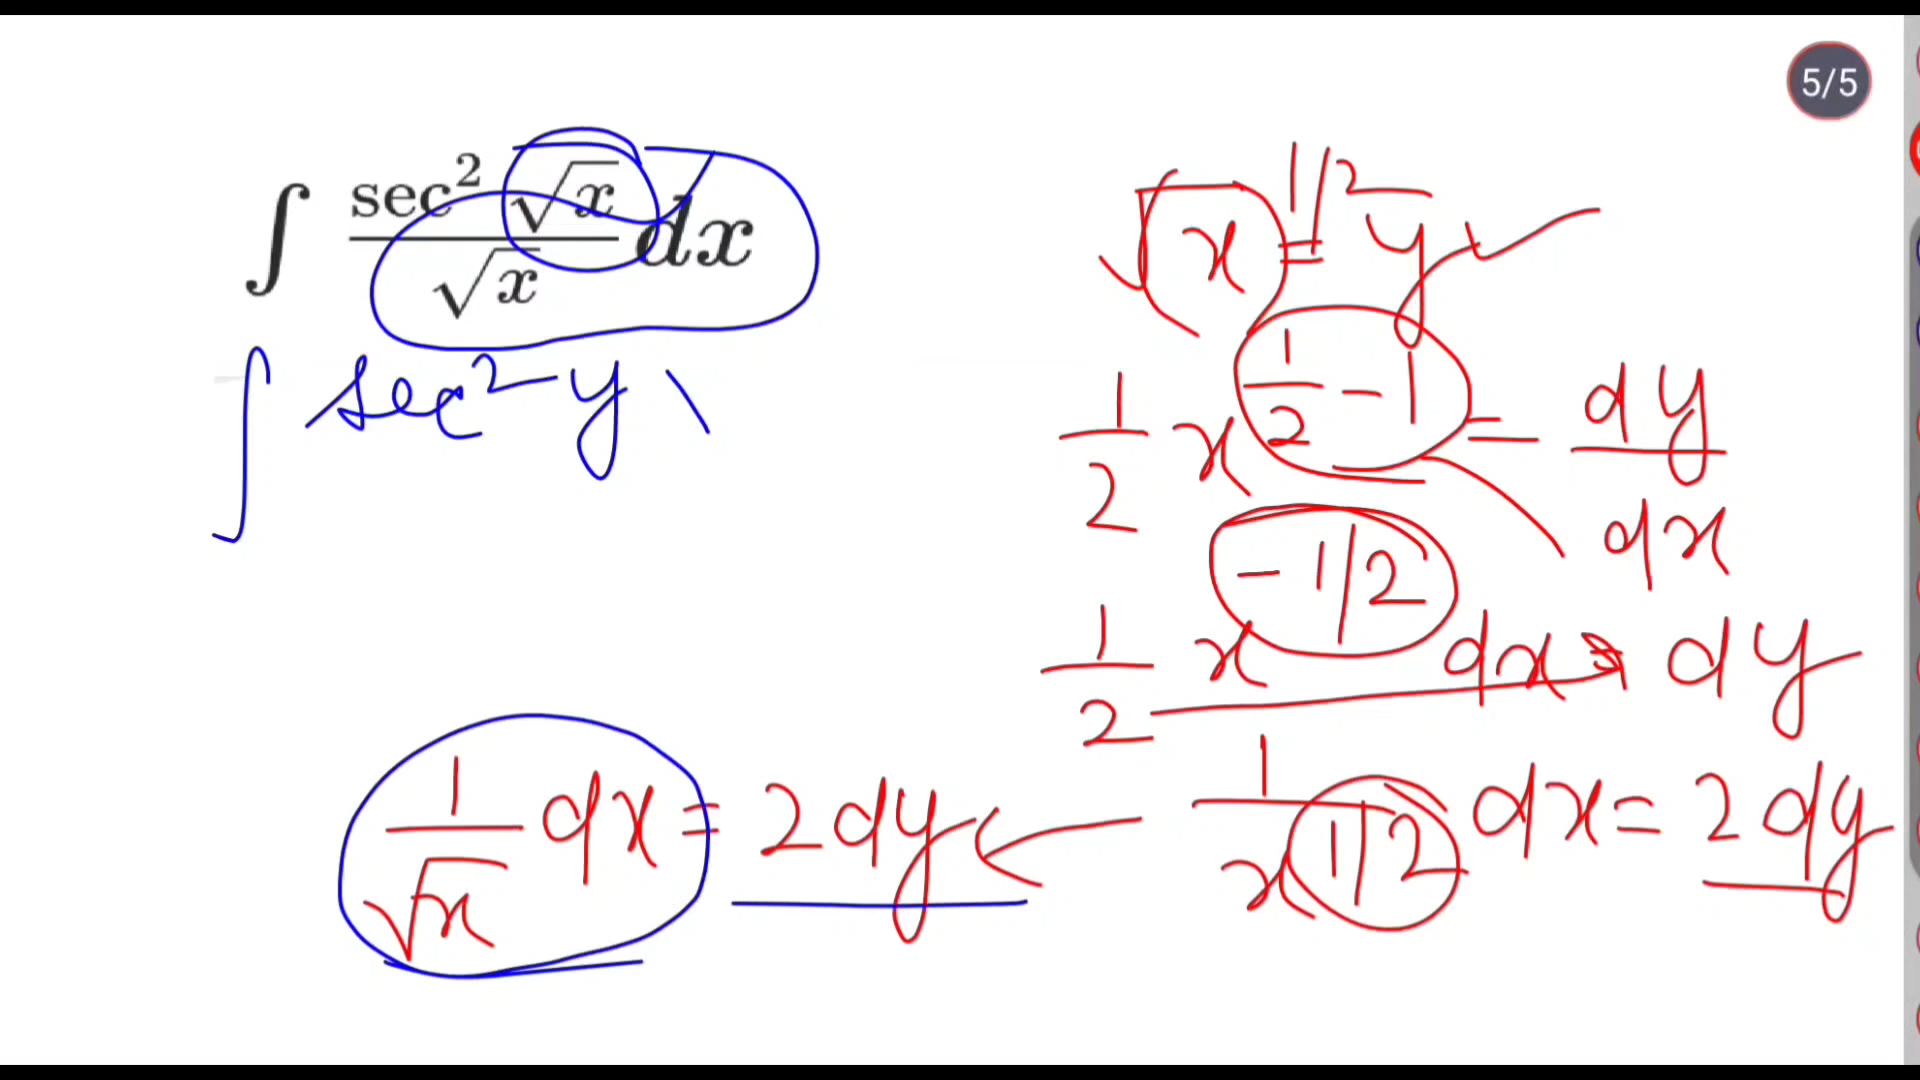 5/5
∫ sec² √x / √x dx
∫ sec² y
√x = y
x 1/2
1/2 x^(1/2 - 1) = dy/dx
1/2 x^(-1/2) dx = dy
1/x^(1/2) dx = 2dy
1/√x dx = 2dy